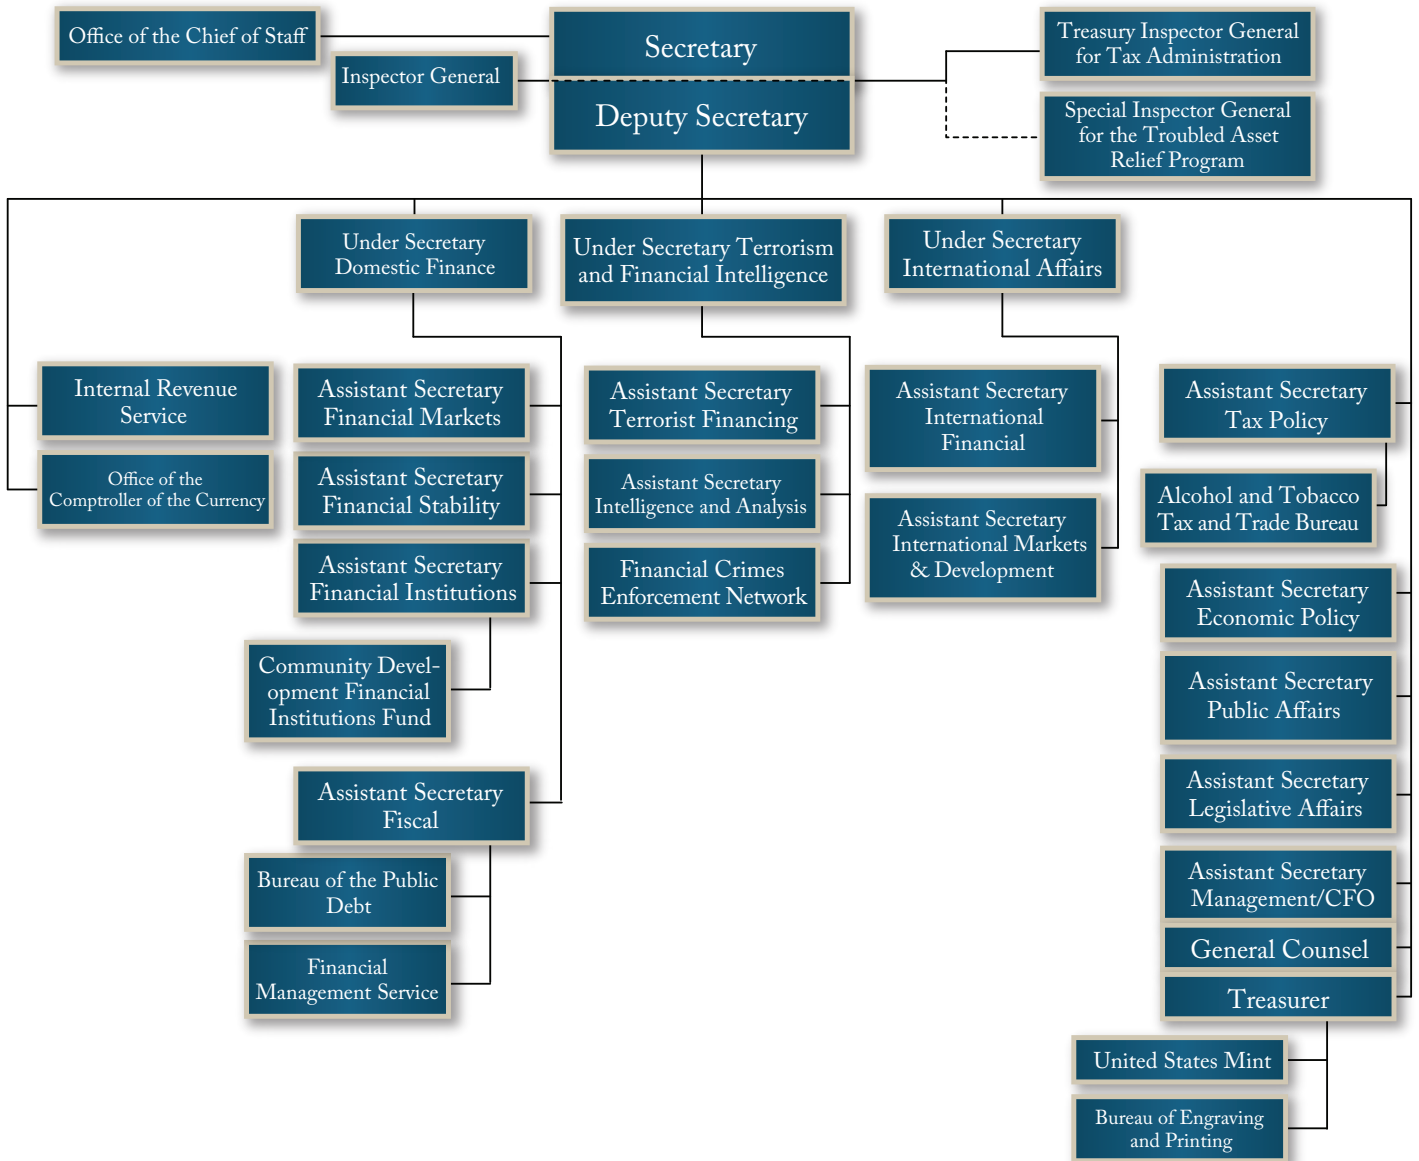 Office of the Chief of Staff
Secretary
Treasury Inspector General
for Tax Administration
Inspector General
Deputy Secretary
Special Inspector General
for the Troubled Asset
Relief Program
Under Secretary
Domestic Finance
Under Secretary Terrorism
and Financial Intelligence
Under Secretary
International Affairs
Internal Revenue
Service
Office of the
Comptroller of the Currency
Assistant Secretary
Financial Markets
Assistant Secretary
Financial Stability
Assistant Secretary
Financial Institutions
Community Devel-
opment Financial
Institutions Fund
Assistant Secretary
Fiscal
Bureau of the Public
Debt
Financial
Management Service
Assistant Secretary
Terrorist Financing
Assistant Secretary
Intelligence and Analysis
Financial Crimes
Enforcement Network
Assistant Secretary
International
Financial
Assistant Secretary
International Markets
& Development
Assistant Secretary
Tax Policy
Alcohol and Tobacco
Tax and Trade Bureau
Assistant Secretary
Economic Policy
Assistant Secretary
Public Affairs
Assistant Secretary
Legislative Affairs
Assistant Secretary
Management/CFO
General Counsel
Treasurer
United States Mint
Bureau of Engraving
and Printing